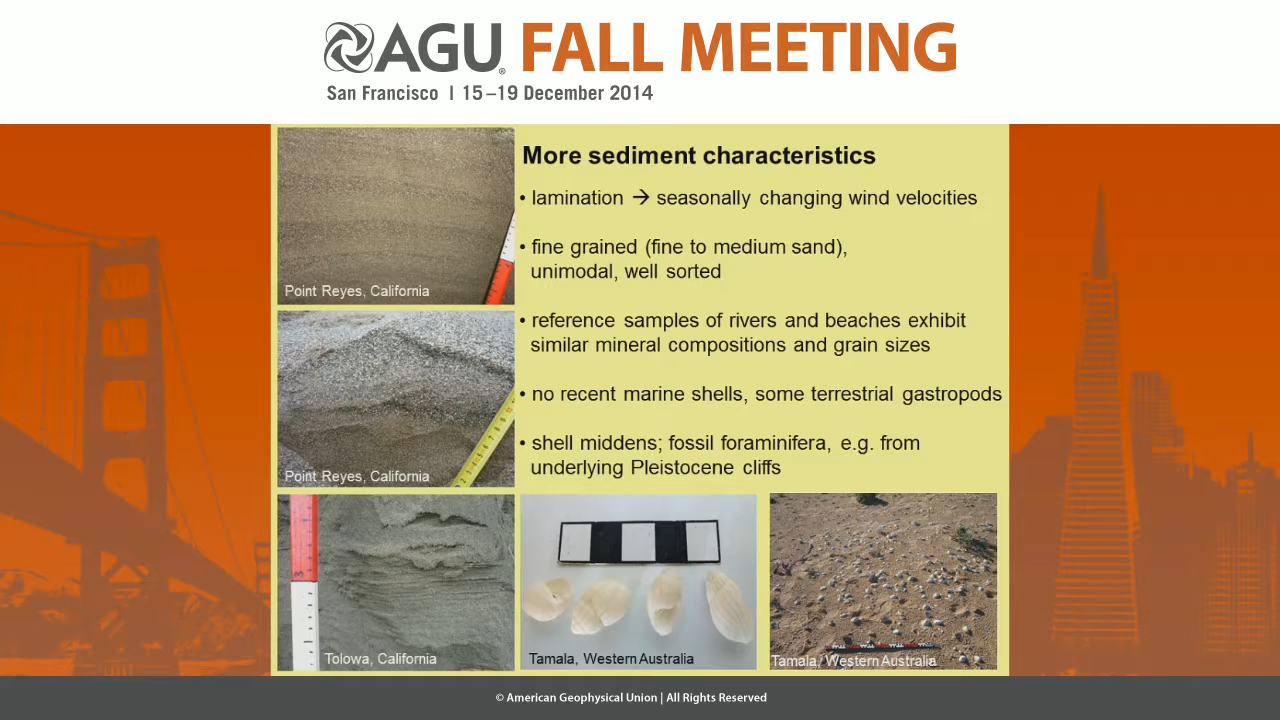 AGU® FALL MEETING
San Francisco | 15–19 December 2014
More sediment characteristics
• lamination → seasonally changing wind velocities
• fine grained (fine to medium sand),
unimodal, well sorted
• reference samples of rivers and beaches exhibit
similar mineral compositions and grain sizes
• no recent marine shells, some terrestrial gastropods
• shell middens; fossil foraminifera, e.g. from
underlying Pleistocene cliffs
Point Reyes, California
Point Reyes, California
Tolowa, California
Tamala, Western Australia
Tamala, Western Australia
© American Geophysical Union | All Rights Reserved